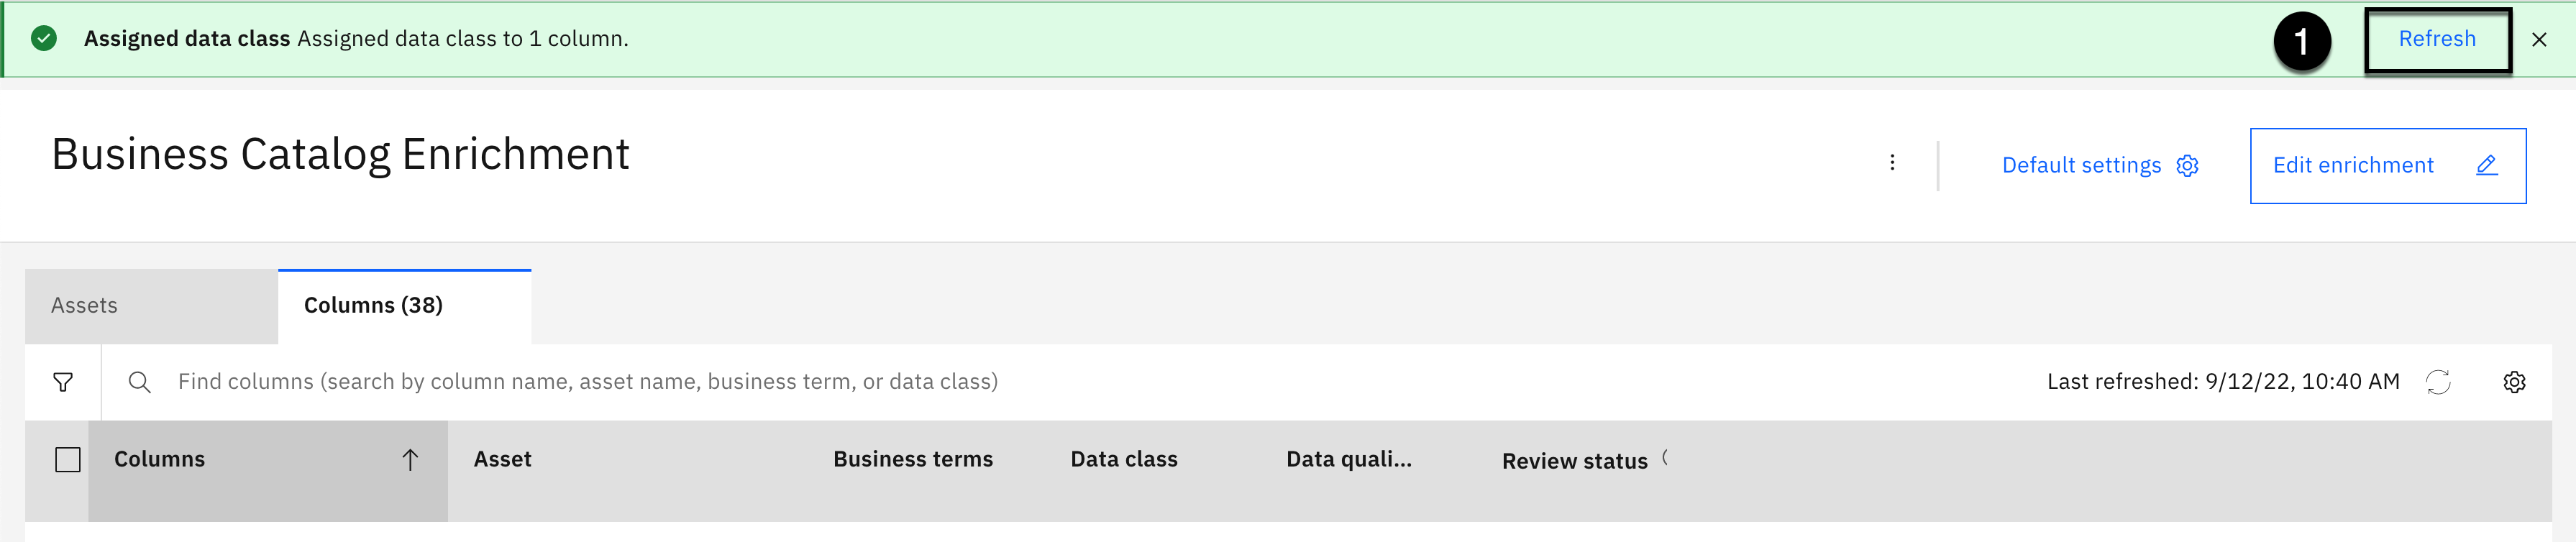 Assigned data class Assigned data class to 1 column.
1
Refresh
Business Catalog Enrichment
Default settings
Edit enrichment
Assets
Columns (38)
Find columns (search by column name, asset name, business term, or data class)
Last refreshed: 9/12/22, 10:40 AM
Columns
Asset
Business terms
Data class
Data quali...
Review status